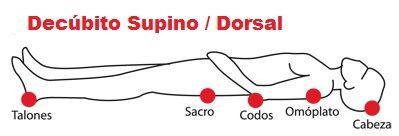 Decúbito Supino / Dorsal
Talones
Sacro
Codos
Omóplato
Cabeza